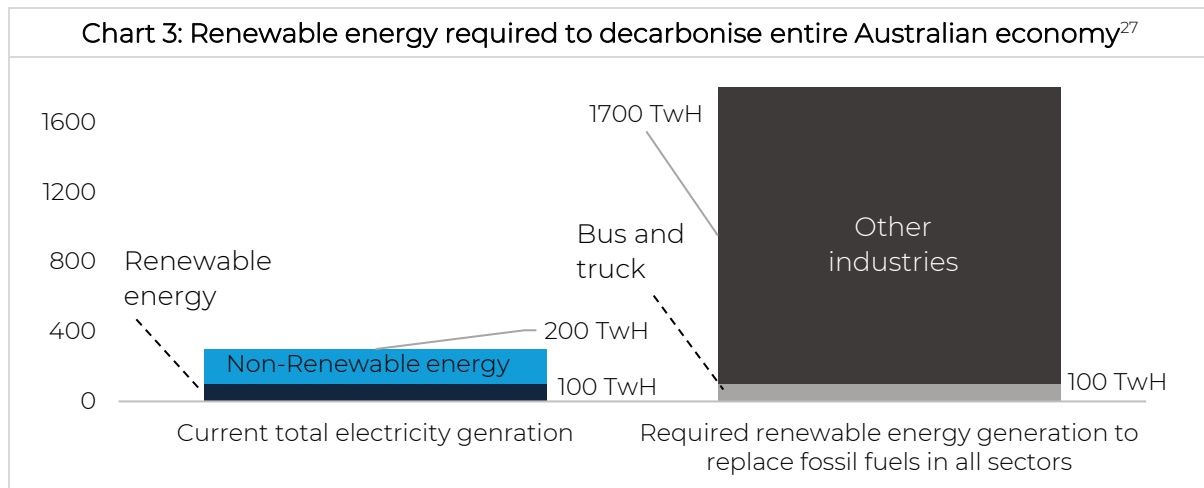 Chart 3: Renewable energy required to decarbonise entire Australian economy27
1600
1200
800
400
0
Renewable
energy
Non-Renewable energy
200 TwH
100 TwH
Current total electricity genration
1700 TwH
Bus and
truck
Other
industries
100 TwH
Required renewable energy generation to
replace fossil fuels in all sectors